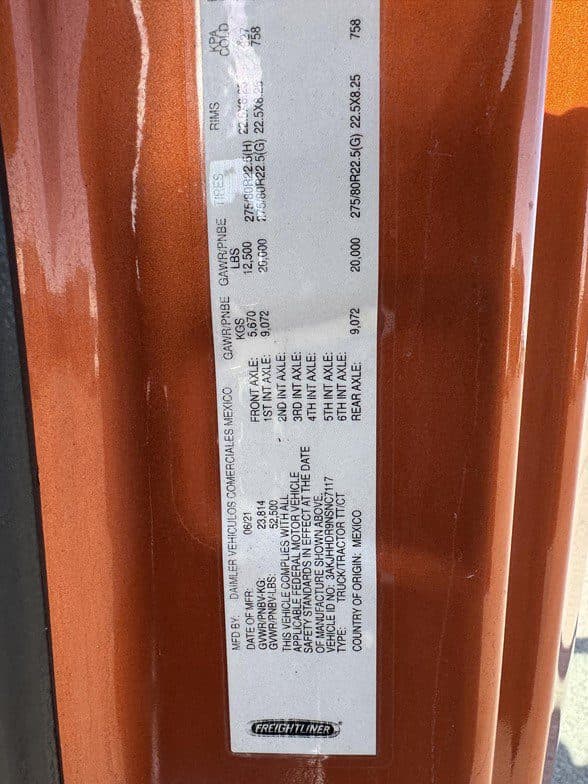 FREIGHTLINER
MFD BY: DAIMLER VEHICULOS COMERCIALES MEXICO
DATE OF MFR: 06/21
GVWR/PNBV-KG: 23,814
GVWR/PNBV-LBS: 52,500
THIS VEHICLE COMPLIES WITH ALL
APPLICABLE FEDERAL MOTOR VEHICLE
SAFETY STANDARDS IN EFFECT AT THE DATE
OF MANUFACTURE SHOWN ABOVE.
VEHICLE ID NO.: 3AKJHHDR9NSNC7117
TYPE: TRUCK/TRACTOR TT/CT
COUNTRY OF ORIGIN: MEXICO
GAWR/PNBE GAWR/PNBE TIRES RIMS KPA
KGS LBS COLD
FRONT AXLE: 5,670 12,500 275/80R22.5(H) 22.5X8.25
1ST INT AXLE: 9,072 20,000 275/80R22.5(G) 22.5X8.25 758
2ND INT AXLE:
3RD INT AXLE:
4TH INT AXLE:
5TH INT AXLE:
6TH INT AXLE:
REAR AXLE: 9,072 20,000 275/80R22.5(G) 22.5X8.25 758